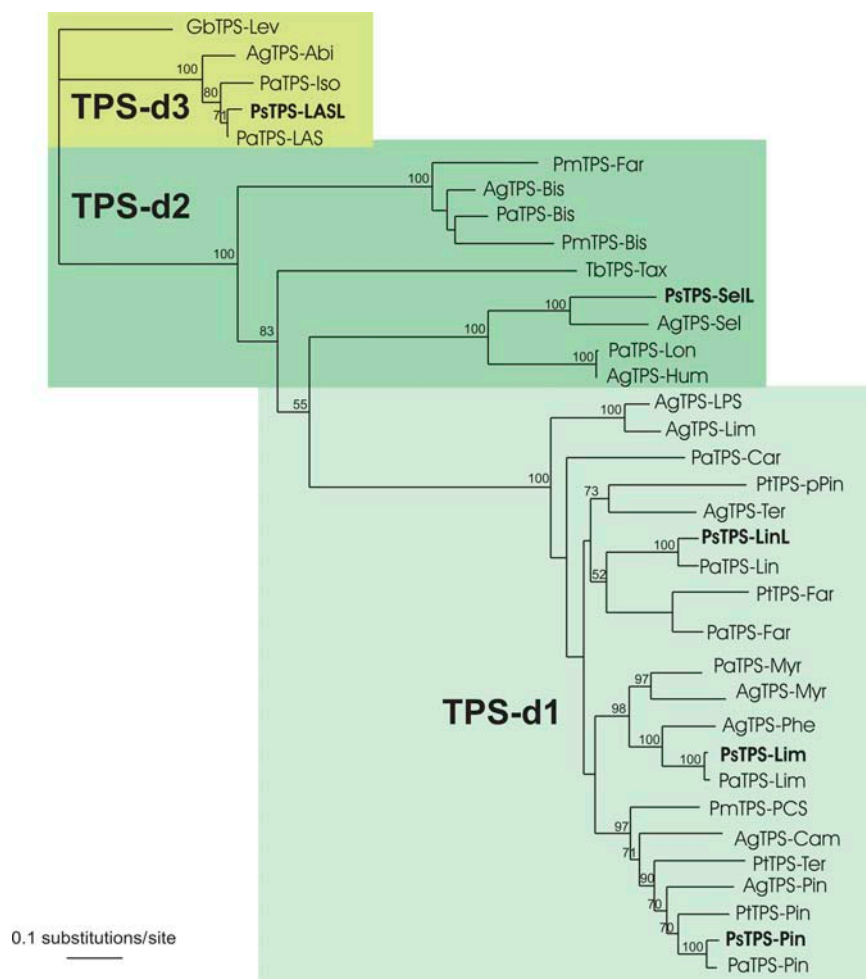 GbTPS-Lev
AgTPS-Abi
100
PaTPS-Iso
80
TPS-d3
PsTPS-LASL
71
PaTPS-LAS
PmTPS-Far
100
AgTPS-Bis
TPS-d2
PaTPS-Bis
PmTPS-Bis
100
TbTPS-Tax
PsTPS-SelL
100
AgTPS-Sel
83
100
PaTPS-Lon
100
AgTPS-Hum
55
AgTPS-LPS
100
AgTPS-Lim
PaTPS-Car
100
PtTPS-pPin
73
AgTPS-Ter
PsTPS-LinL
100
PaTPS-Lin
52
PtTPS-Far
PaTPS-Far
PaTPS-Myr
97
AgTPS-Myr
TPS-d1
98
AgTPS-Phe
100
PsTPS-Lim
100
PaTPS-Lim
PmTPS-PCS
97
AgTPS-Cam
71
PtTPS-Ter
90
AgTPS-Pin
70
PtTPS-Pin
70
PsTPS-Pin
100
PaTPS-Pin
0.1 substitutions/site